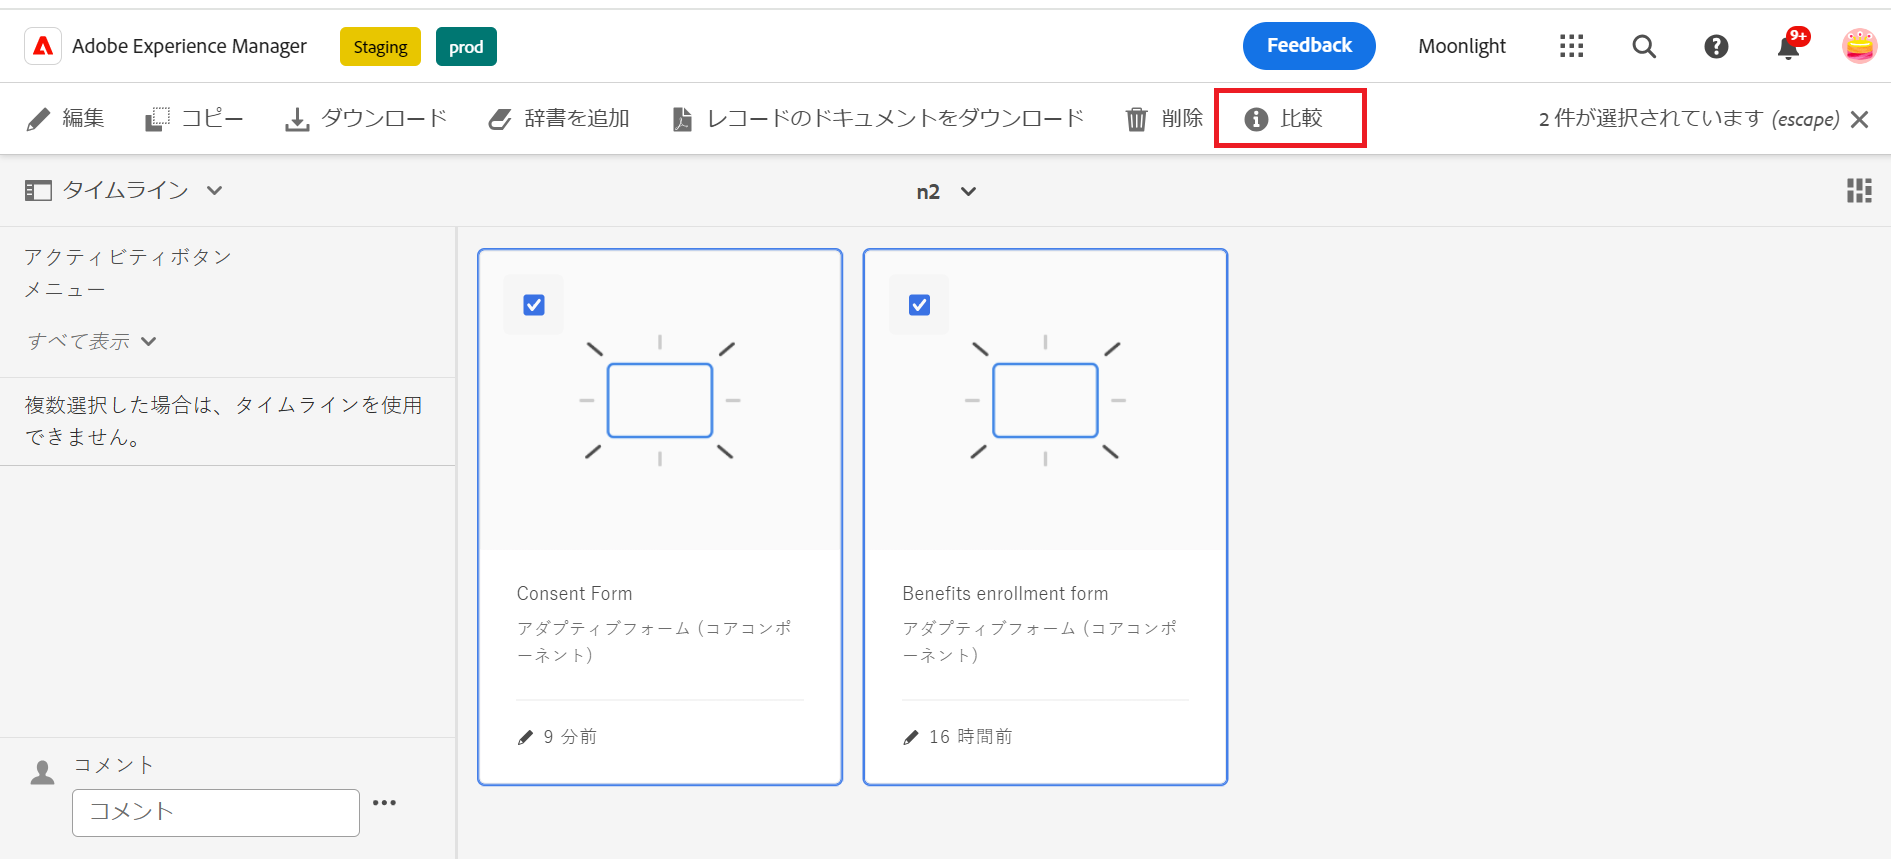 Adobe Experience Manager
Staging
prod
Feedback
Moonlight
9+
編集
コピー
ダウンロード
辞書を追加
レコードのドキュメントをダウンロード
削除
比較
2 件が選択されています (escape)
タイムライン
n2
アクティビティボタン
メニュー
すべて表示
複数選択した場合は、タイムラインを使用
できません。
Consent Form
アダプティブフォーム (コアコンポ
ーネント)
9 分前
Benefits enrollment form
アダプティブフォーム (コアコンポ
ーネント)
16 時間前
コメント
コメント